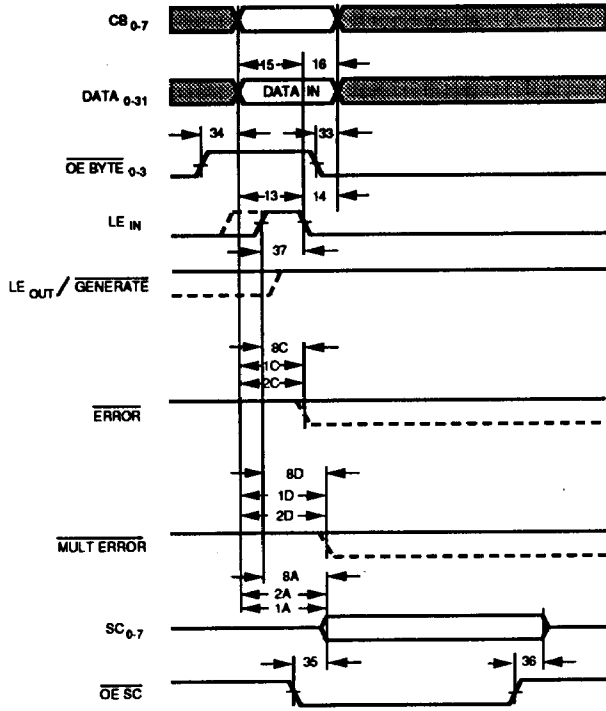 CB 0-7
15 16
DATA 0-31
DATA IN
34 33
OE BYTE 0-3
13 14
LE IN
37
LE OUT / GENERATE
8C
1C
2C
ERROR
8D
1D
2D
MULT ERROR
8A
2A
1A
SC 0-7
35 36
OE SC